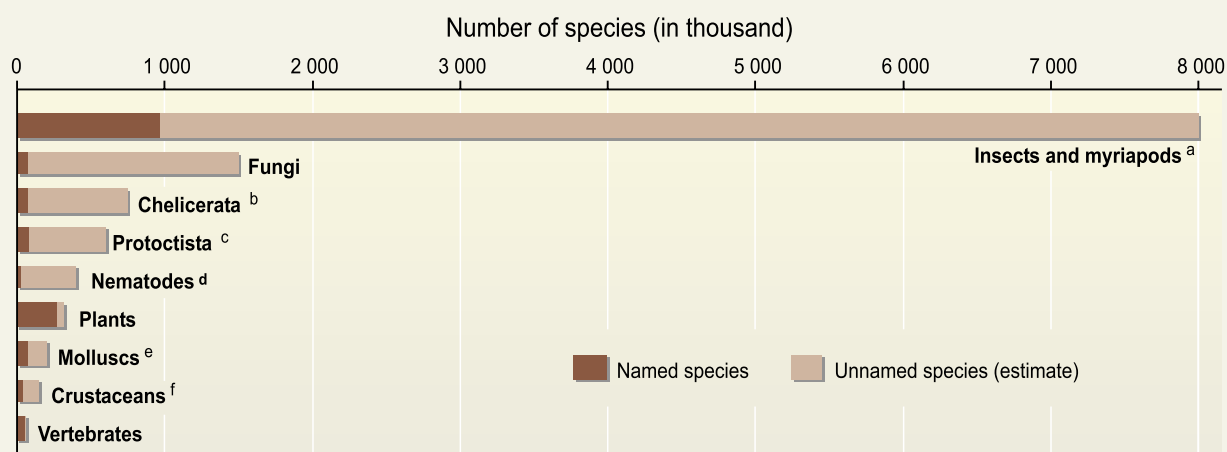 Number of species (in thousand)
0 1 000 2 000 3 000 4 000 5 000 6 000 7 000 8 000
Insects and myriapods a
Fungi
Chelicerata b
Protoctista c
Nematodes d
Plants
Molluscs e
Named species Unnamed species (estimate)
Crustaceans f
Vertebrates